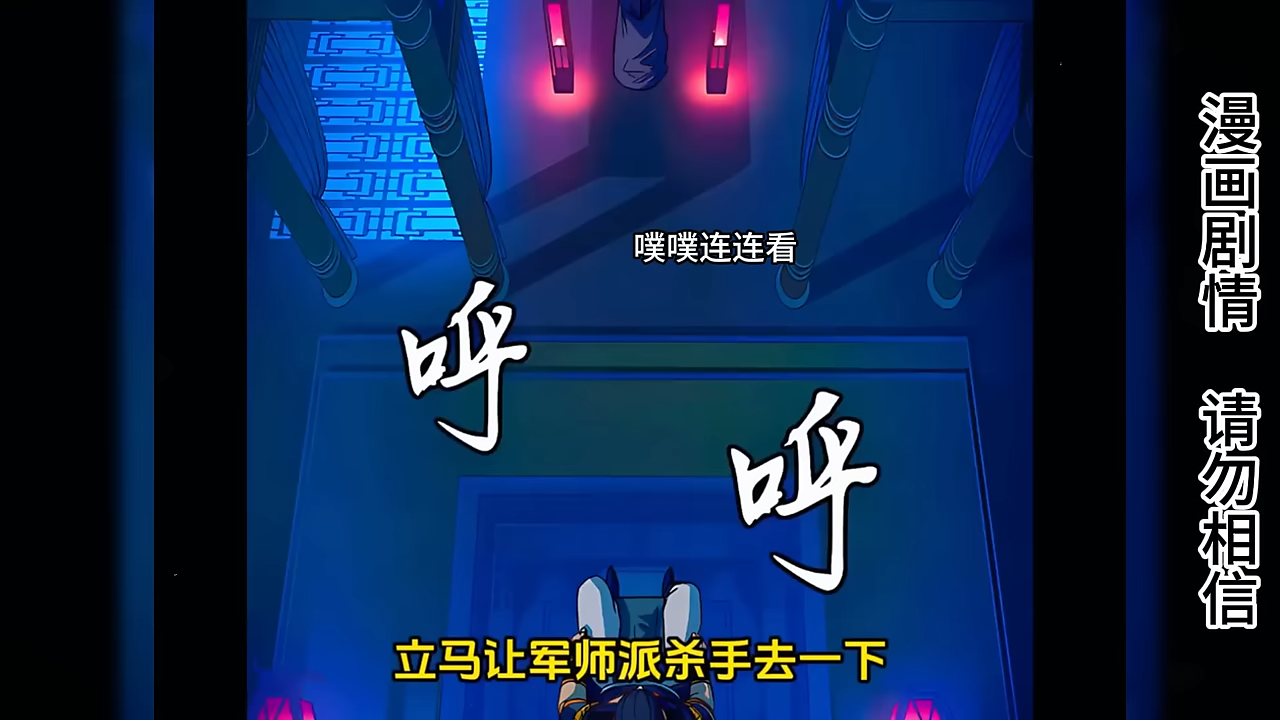 噗噗连连看
呼
呼
立马让军师派杀手去一下
漫画剧情 请勿相信